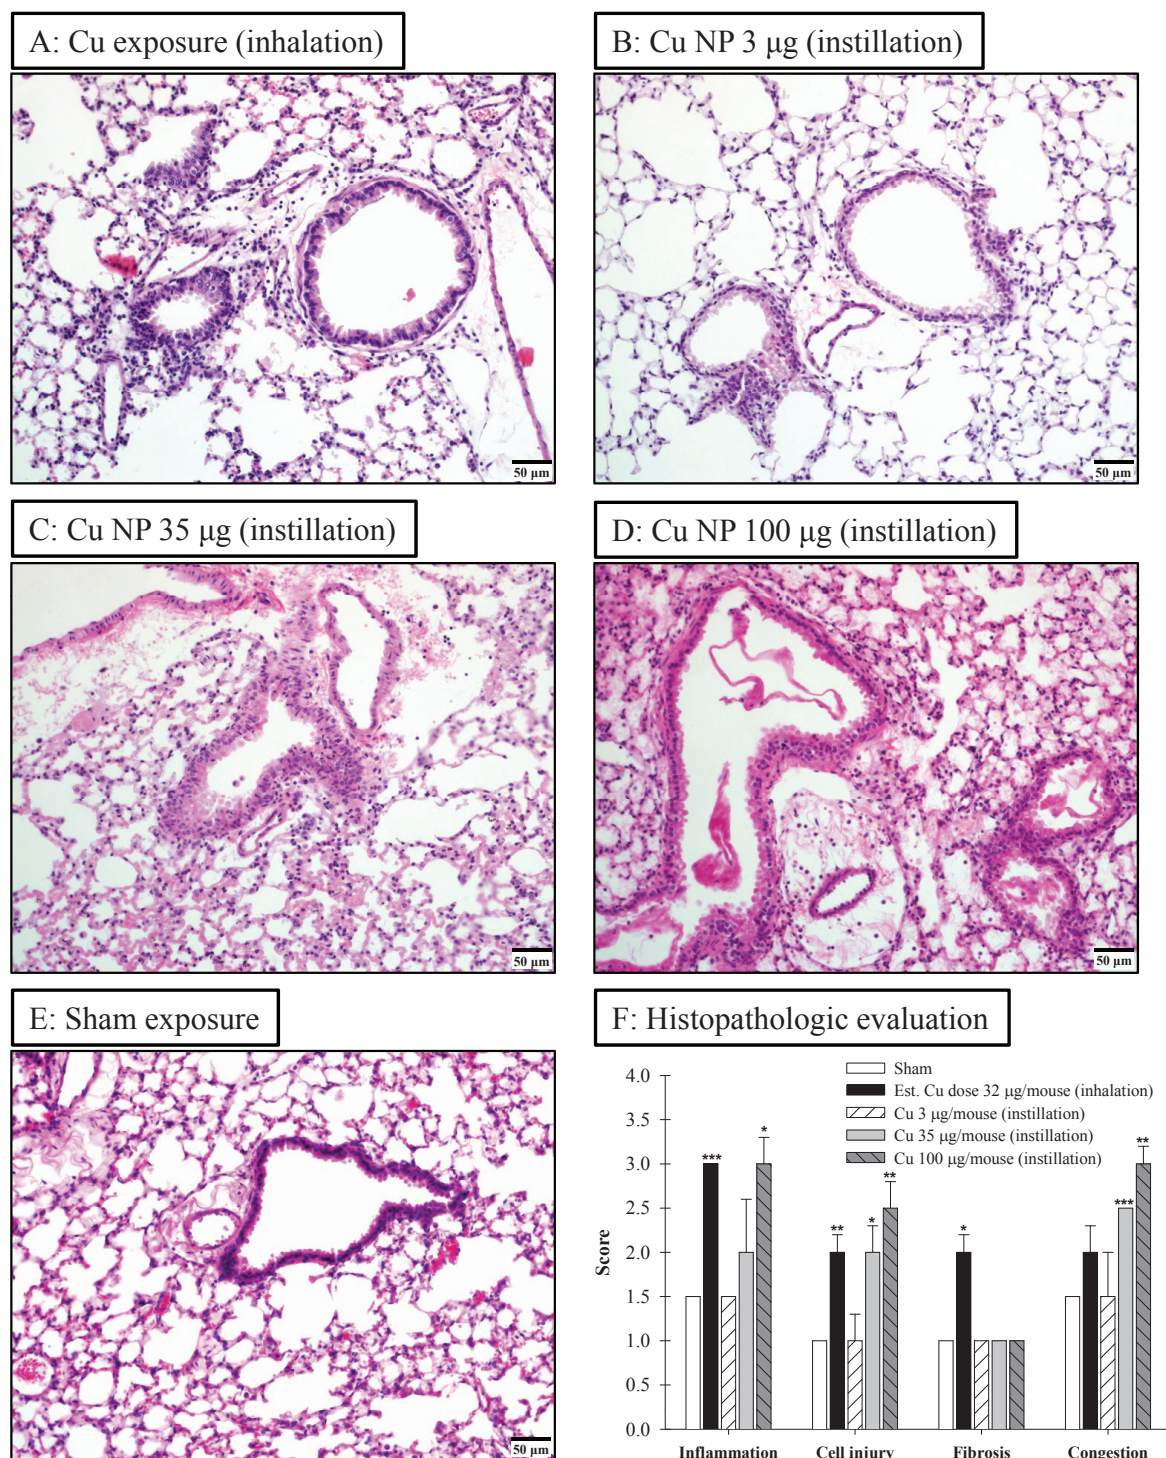 A: Cu exposure (inhalation)
B: Cu NP 3 μg (instillation)
50 μm
50 μm
C: Cu NP 35 μg (instillation)
D: Cu NP 100 μg (instillation)
50 μm
50 μm
E: Sham exposure
F: Histopathologic evaluation
50 μm
Sham
Est. Cu dose 32 μg/mouse (inhalation)
Cu 3 μg/mouse (instillation)
Cu 35 μg/mouse (instillation)
Cu 100 μg/mouse (instillation)
Score
4.0
3.5
3.0
2.5
2.0
1.5
1.0
0.5
0.0
***
*
**
*
**
*
***
**
Inflammation
Cell injury
Fibrosis
Congestion